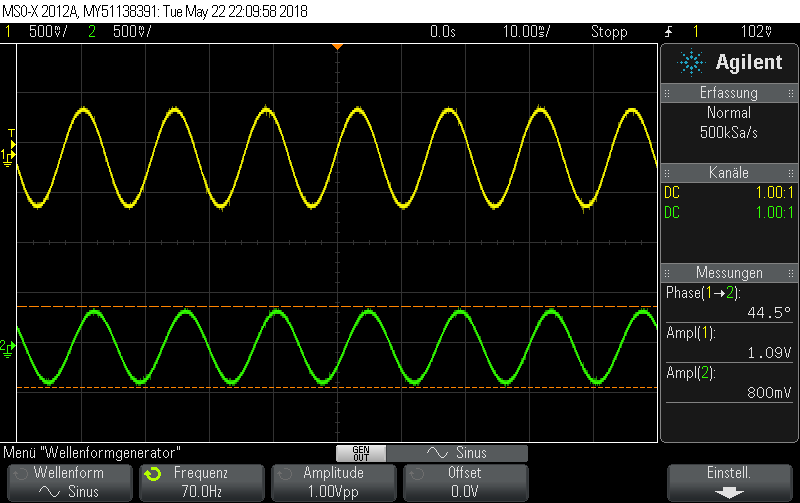 MSO-X 2012A, MY51138391: Tue May 22 22:09:58 2018
1 500mV/ 2 500mV/ 0.0s 10.00ms/ Stopp 1 102mV
Agilent
Erfassung
Normal
500kSa/s
Kanäle
DC 1.00:1
DC 1.00:1
Messungen
Phase(1→2):
44.5°
Ampl(1):
1.09V
Ampl(2):
800mV
T
1
2
Menü "Wellenformgenerator"
GEN OUT
Sinus
Wellenform
Sinus
Frequenz
70.0Hz
Amplitude
1.00Vpp
Offset
0.0V
Einstell.